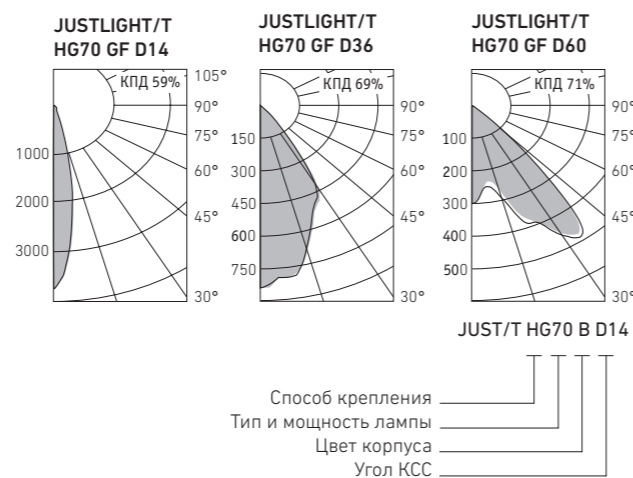 JUSTLIGHT/T
HG70 GF D14
КПД 59%
105°
90°
75°
60°
45°
30°
1000
2000
3000
JUSTLIGHT/T
HG70 GF D36
КПД 69%
90°
75°
60°
45°
30°
150
300
450
600
750
JUSTLIGHT/T
HG70 GF D60
КПД 71%
90°
75°
60°
45°
30°
100
200
300
400
500
JUST/T HG70 B D14
Способ крепления
Тип и мощность лампы
Цвет корпуса
Угол КСС